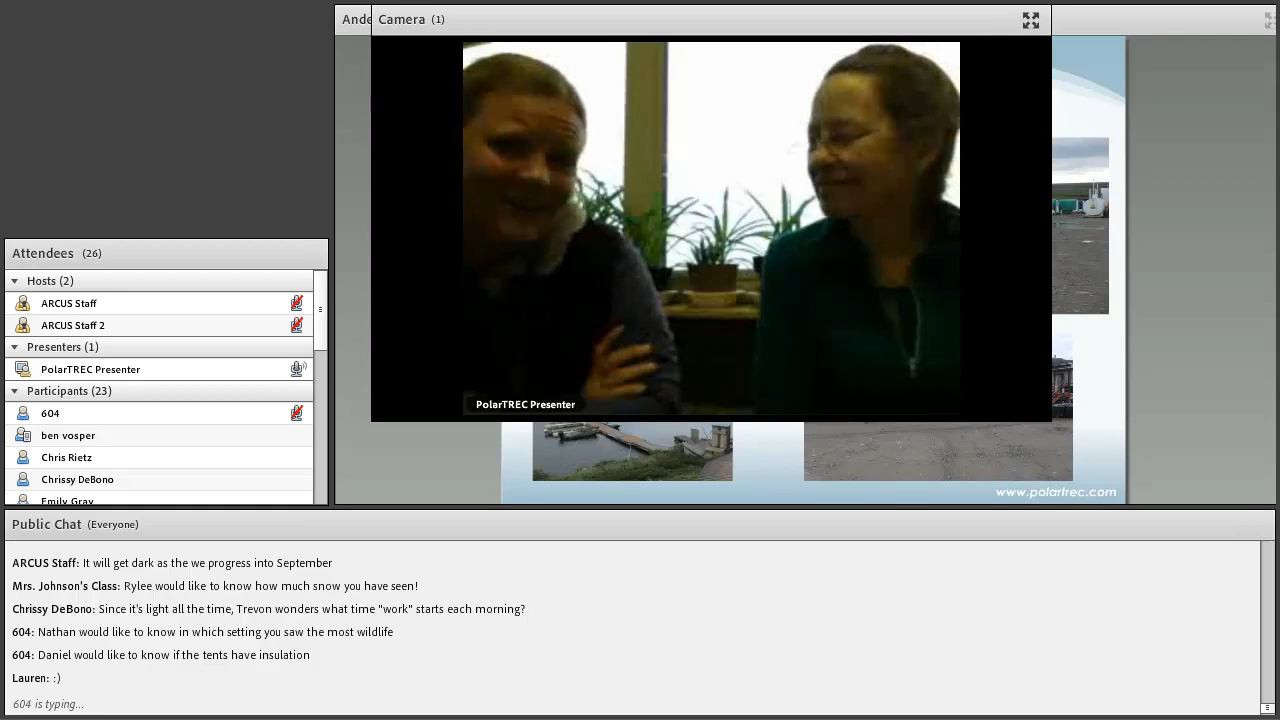 Ande
Camera (1)
PolarTREC Presenter
www.polartrec.com
Attendees (26)
Hosts (2)
ARCUS Staff
ARCUS Staff 2
Presenters (1)
PolarTREC Presenter
Participants (23)
604
ben vosper
Chris Rietz
Chrissy DeBono
Emily Gray
Public Chat (Everyone)
ARCUS Staff: It will get dark as the we progress into September
Mrs. Johnson's Class: Rylee would like to know how much snow you have seen!
Chrissy DeBono: Since it's light all the time, Trevon wonders what time "work" starts each morning?
604: Nathan would like to know in which setting you saw the most wildlife
604: Daniel would like to know if the tents have insulation
Lauren: :)
604 is typing...